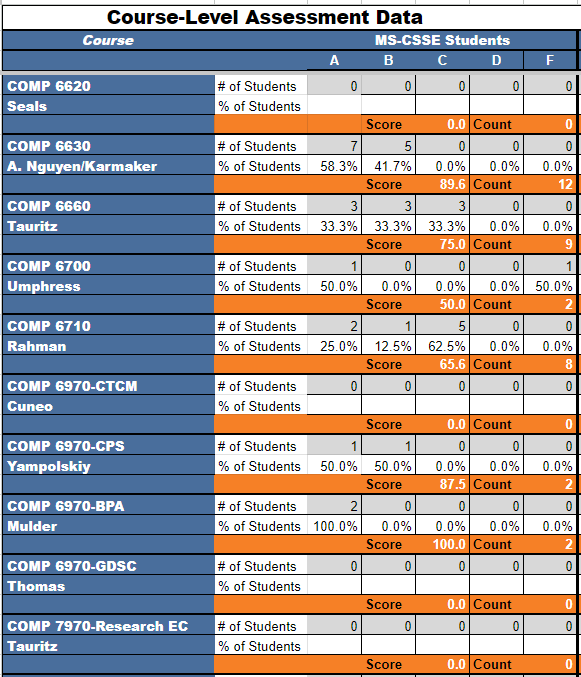 Course-Level Assessment Data
Course MS-CSSE Students
A B C D F
COMP 6620 # of Students 0 0 0 0 0
Seals % of Students
Score 0.0 Count 0
COMP 6630 # of Students 7 5 0 0 0
A. Nguyen/Karmaker % of Students 58.3% 41.7% 0.0% 0.0% 0.0%
Score 89.6 Count 12
COMP 6660 # of Students 3 3 3 0 0
Tauritz % of Students 33.3% 33.3% 33.3% 0.0% 0.0%
Score 75.0 Count 9
COMP 6700 # of Students 1 0 0 0 1
Umphress % of Students 50.0% 0.0% 0.0% 0.0% 50.0%
Score 50.0 Count 2
COMP 6710 # of Students 2 1 5 0 0
Rahman % of Students 25.0% 12.5% 62.5% 0.0% 0.0%
Score 65.6 Count 8
COMP 6970-CTCM # of Students 0 0 0 0 0
Cuneo % of Students
Score 0.0 Count 0
COMP 6970-CPS # of Students 1 1 0 0 0
Yampolskiy % of Students 50.0% 50.0% 0.0% 0.0% 0.0%
Score 87.5 Count 2
COMP 6970-BPA # of Students 2 0 0 0 0
Mulder % of Students 100.0% 0.0% 0.0% 0.0% 0.0%
Score 100.0 Count 2
COMP 6970-GDSC # of Students 0 0 0 0 0
Thomas % of Students
Score 0.0 Count 0
COMP 7970-Research EC # of Students 0 0 0 0 0
Tauritz % of Students
Score 0.0 Count 0